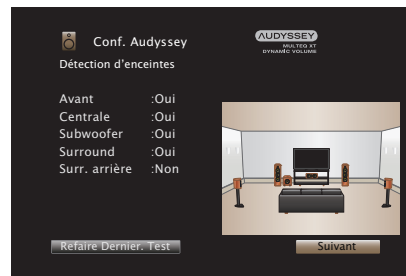 Conf. Audyssey
AUDYSSEY
MULTEQ XT
DYNAMIC VOLUME
Détection d'enceintes
Avant :Oui
Centrale :Oui
Subwoofer :Oui
Surround :Oui
Surr. arrière :Non
Refaire Dernier. Test
Suivant